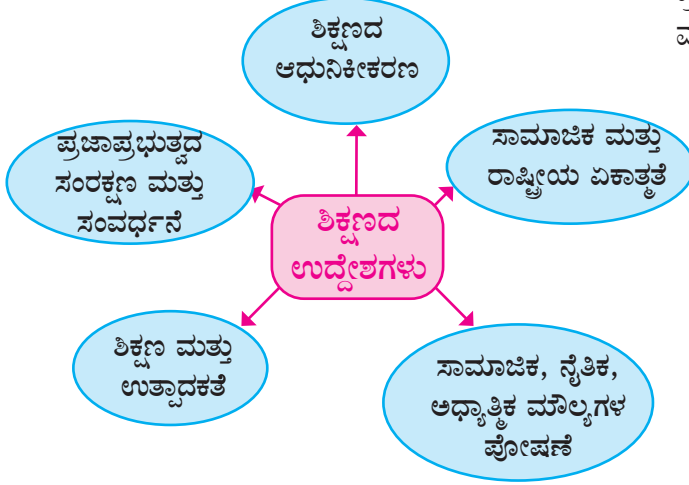 ಶಿಕ್ಷಣದ
ಆಧುನಿಕೀಕರಣ
ಪ್ರಜಾಪ್ರಭುತ್ವದ
ಸಂರಕ್ಷಣ ಮತ್ತು
ಸಂವರ್ಧನೆ
ಸಾಮಾಜಿಕ ಮತ್ತು
ರಾಷ್ಟ್ರೀಯ ಏಕಾತ್ಮತೆ
ಶಿಕ್ಷಣದ
ಉದ್ದೇಶಗಳು
ಶಿಕ್ಷಣ ಮತ್ತು
ಉತ್ಪಾದಕತೆ
ಸಾಮಾಜಿಕ, ನೈತಿಕ,
ಅಧ್ಯಾತ್ಮಿಕ ಮೌಲ್ಯಗಳ
ಪೋಷಣೆ